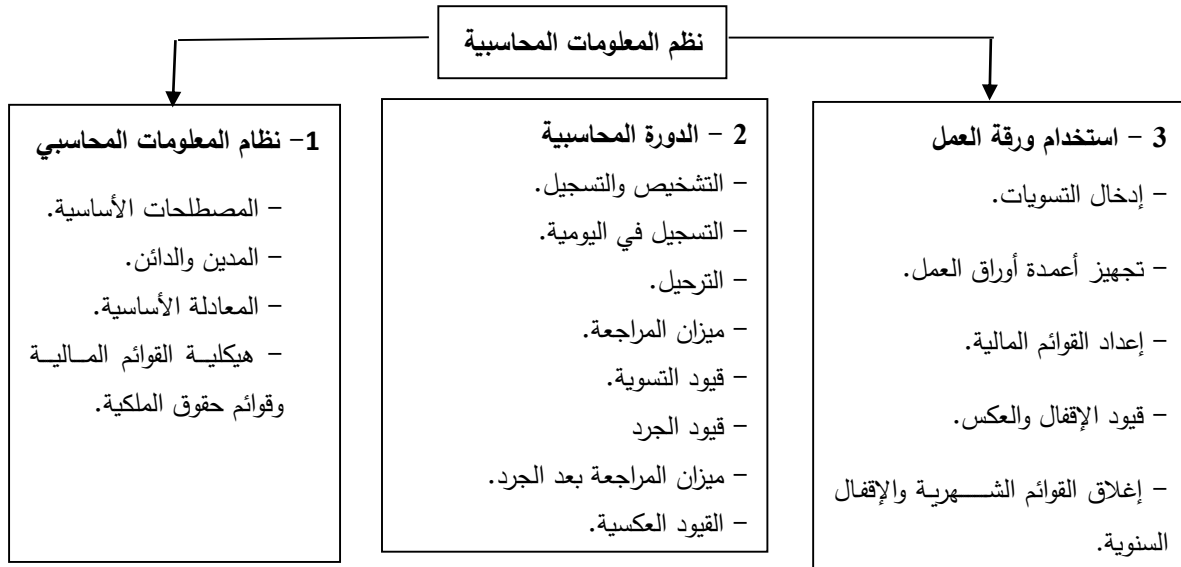 نظم المعلومات المحاسبية
1- نظام المعلومات المحاسبي
- المصطلحات الأساسية.
- المدين والدائن.
- المعادلة الأساسية.
- هيكلية القوائم المالية
وقوائم حقوق الملكية.
2 - الدورة المحاسبية
- التشخيص والتسجيل.
- التسجيل في اليومية.
- الترحيل.
- ميزان المراجعة.
- قيود التسوية.
- قيود الجرد
- ميزان المراجعة بعد الجرد.
- القيود العكسية.
3 - استخدام ورقة العمل
- إدخال التسويات.
- تجهيز أعمدة أوراق العمل.
- إعداد القوائم المالية.
- قيود الإقفال والعكس.
- إغلاق القوائم الشهرية والإقفال
السنوية.